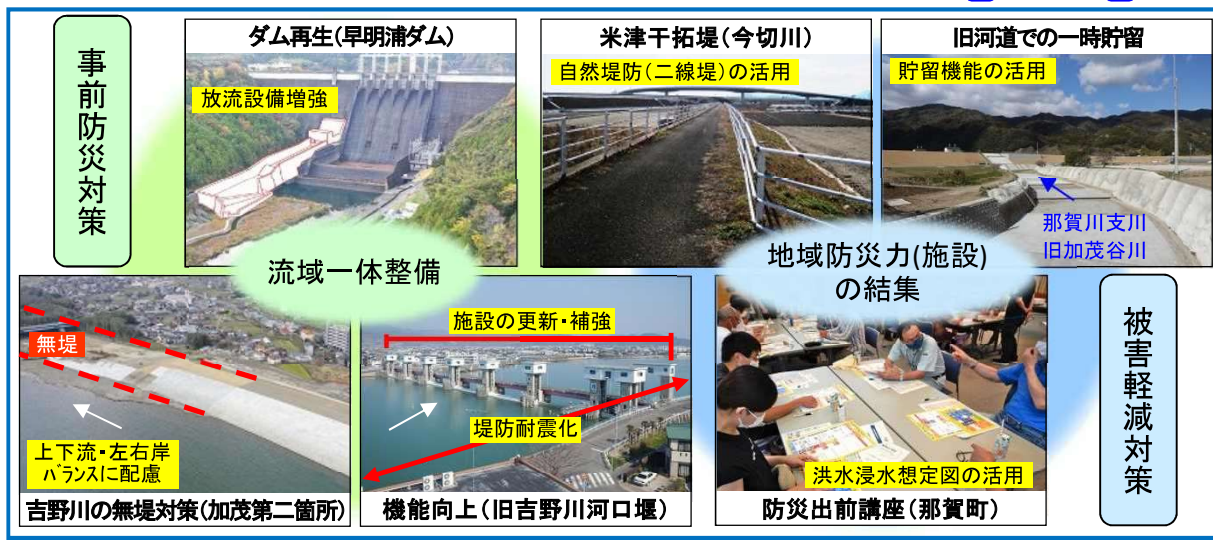 事前防災対策
ダム再生(早明浦ダム)
放流設備増強
米津干拓堤(今切川)
自然堤防(二線堤)の活用
旧河道での一時貯留
貯留機能の活用
那賀川支川
旧加茂谷川
流域一体整備
地域防災力(施設)
の結集
無堤
上下流・左右岸
バランスに配慮
吉野川の無堤対策(加茂第二箇所)
施設の更新・補強
堤防耐震化
機能向上(旧吉野川河口堰)
洪水浸水想定図の活用
防災出前講座(那賀町)
被害軽減対策